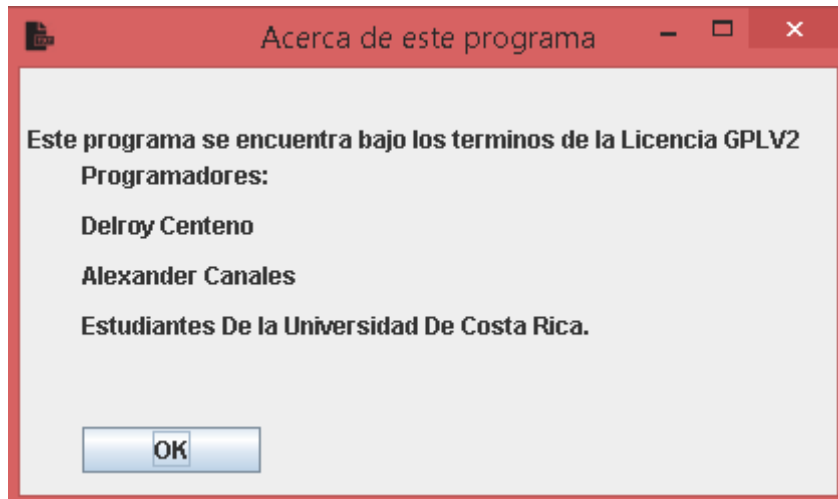 Acerca de este programa
Este programa se encuentra bajo los terminos de la Licencia GPLV2
Programadores:
Delroy Centeno
Alexander Canales
Estudiantes De la Universidad De Costa Rica.
OK